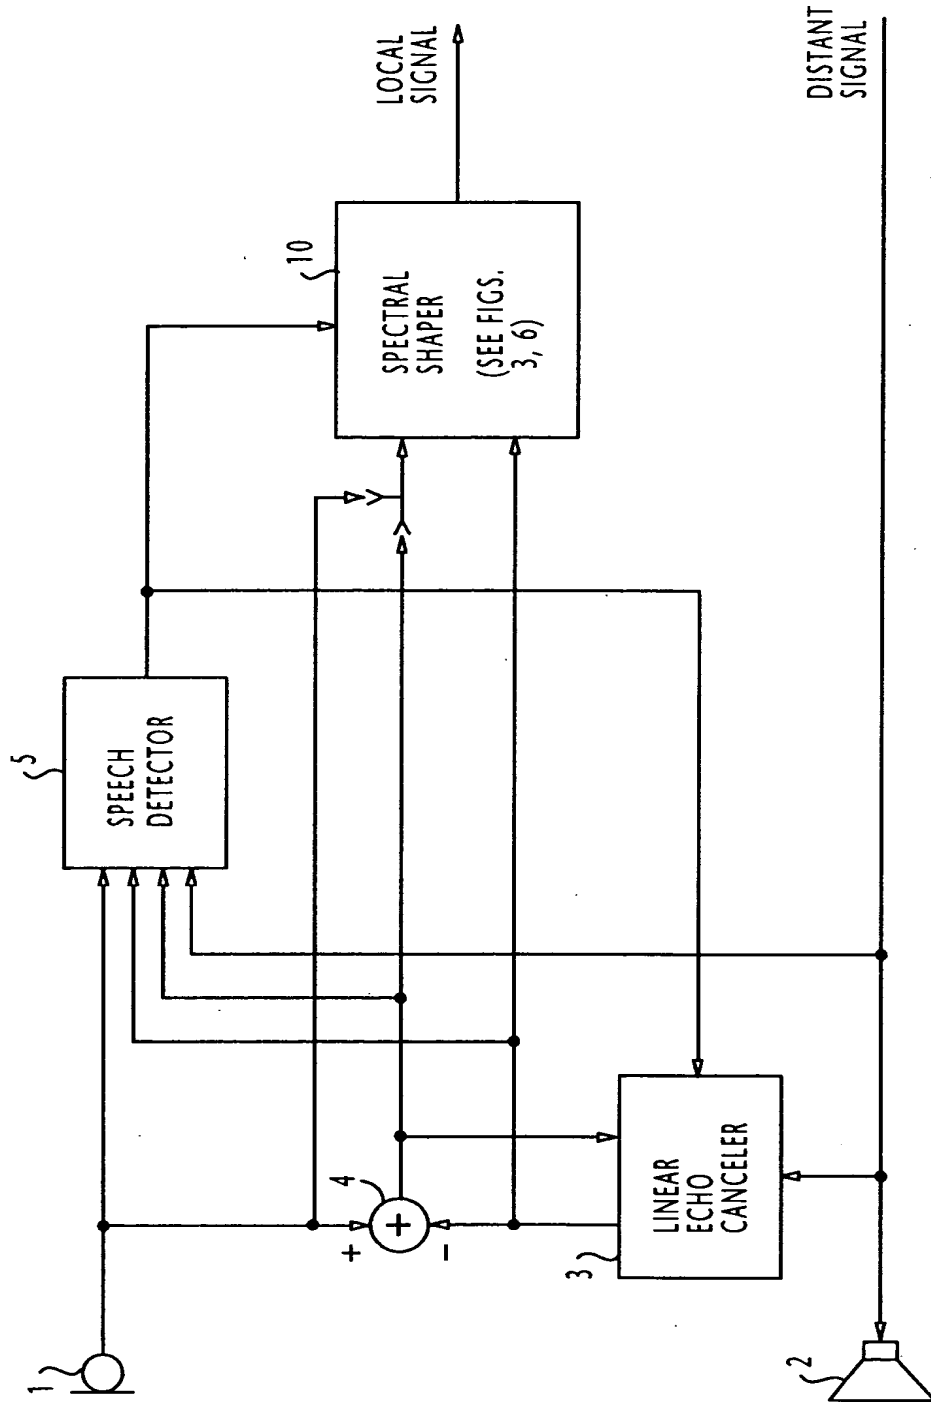 1
5
SPEECH
DETECTOR
10
SPECTRAL
SHAPER
(SEE FIGS.
3, 6)
LOCAL
SIGNAL
4
+
+
-
3
LINEAR
ECHO
CANCELER
2
DISTANT
SIGNAL